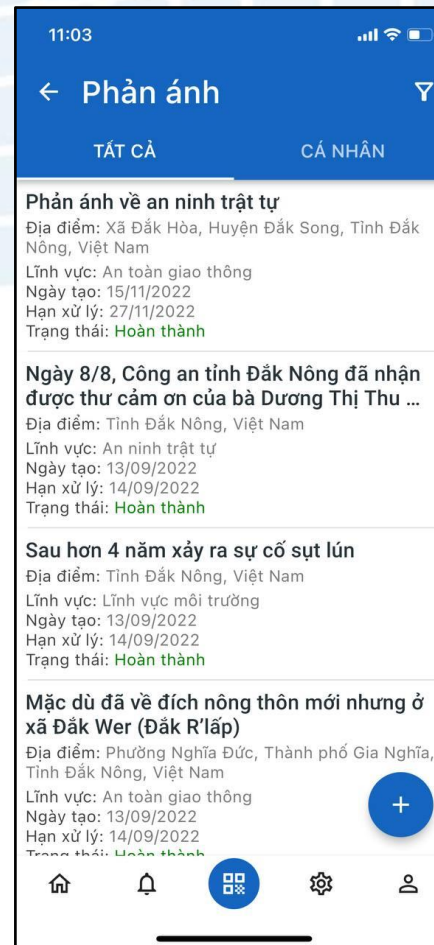 11:03
Phản ánh
TẤT CẢ
CÁ NHÂN
Phản ánh về an ninh trật tự
Địa điểm: Xã Đắk Hòa, Huyện Đắk Song, Tỉnh Đắk
Nông, Việt Nam
Lĩnh vực: An toàn giao thông
Ngày tạo: 15/11/2022
Hạn xử lý: 27/11/2022
Trạng thái: Hoàn thành
Ngày 8/8, Công an tỉnh Đắk Nông đã nhận
được thư cảm ơn của bà Dương Thị Thu ...
Địa điểm: Tỉnh Đắk Nông, Việt Nam
Lĩnh vực: An ninh trật tự
Ngày tạo: 13/09/2022
Hạn xử lý: 14/09/2022
Trạng thái: Hoàn thành
Sau hơn 4 năm xảy ra sự cố sụt lún
Địa điểm: Tỉnh Đắk Nông, Việt Nam
Lĩnh vực: Lĩnh vực môi trường
Ngày tạo: 13/09/2022
Hạn xử lý: 14/09/2022
Trạng thái: Hoàn thành
Mặc dù đã về đích nông thôn mới nhưng ở
xã Đắk Wer (Đắk R'lấp)
Địa điểm: Phường Nghĩa Đức, Thành phố Gia Nghĩa,
Tỉnh Đắk Nông, Việt Nam
Lĩnh vực: An toàn giao thông
Ngày tạo: 13/09/2022
Hạn xử lý: 14/09/2022
Trạng thái: Hoàn thành